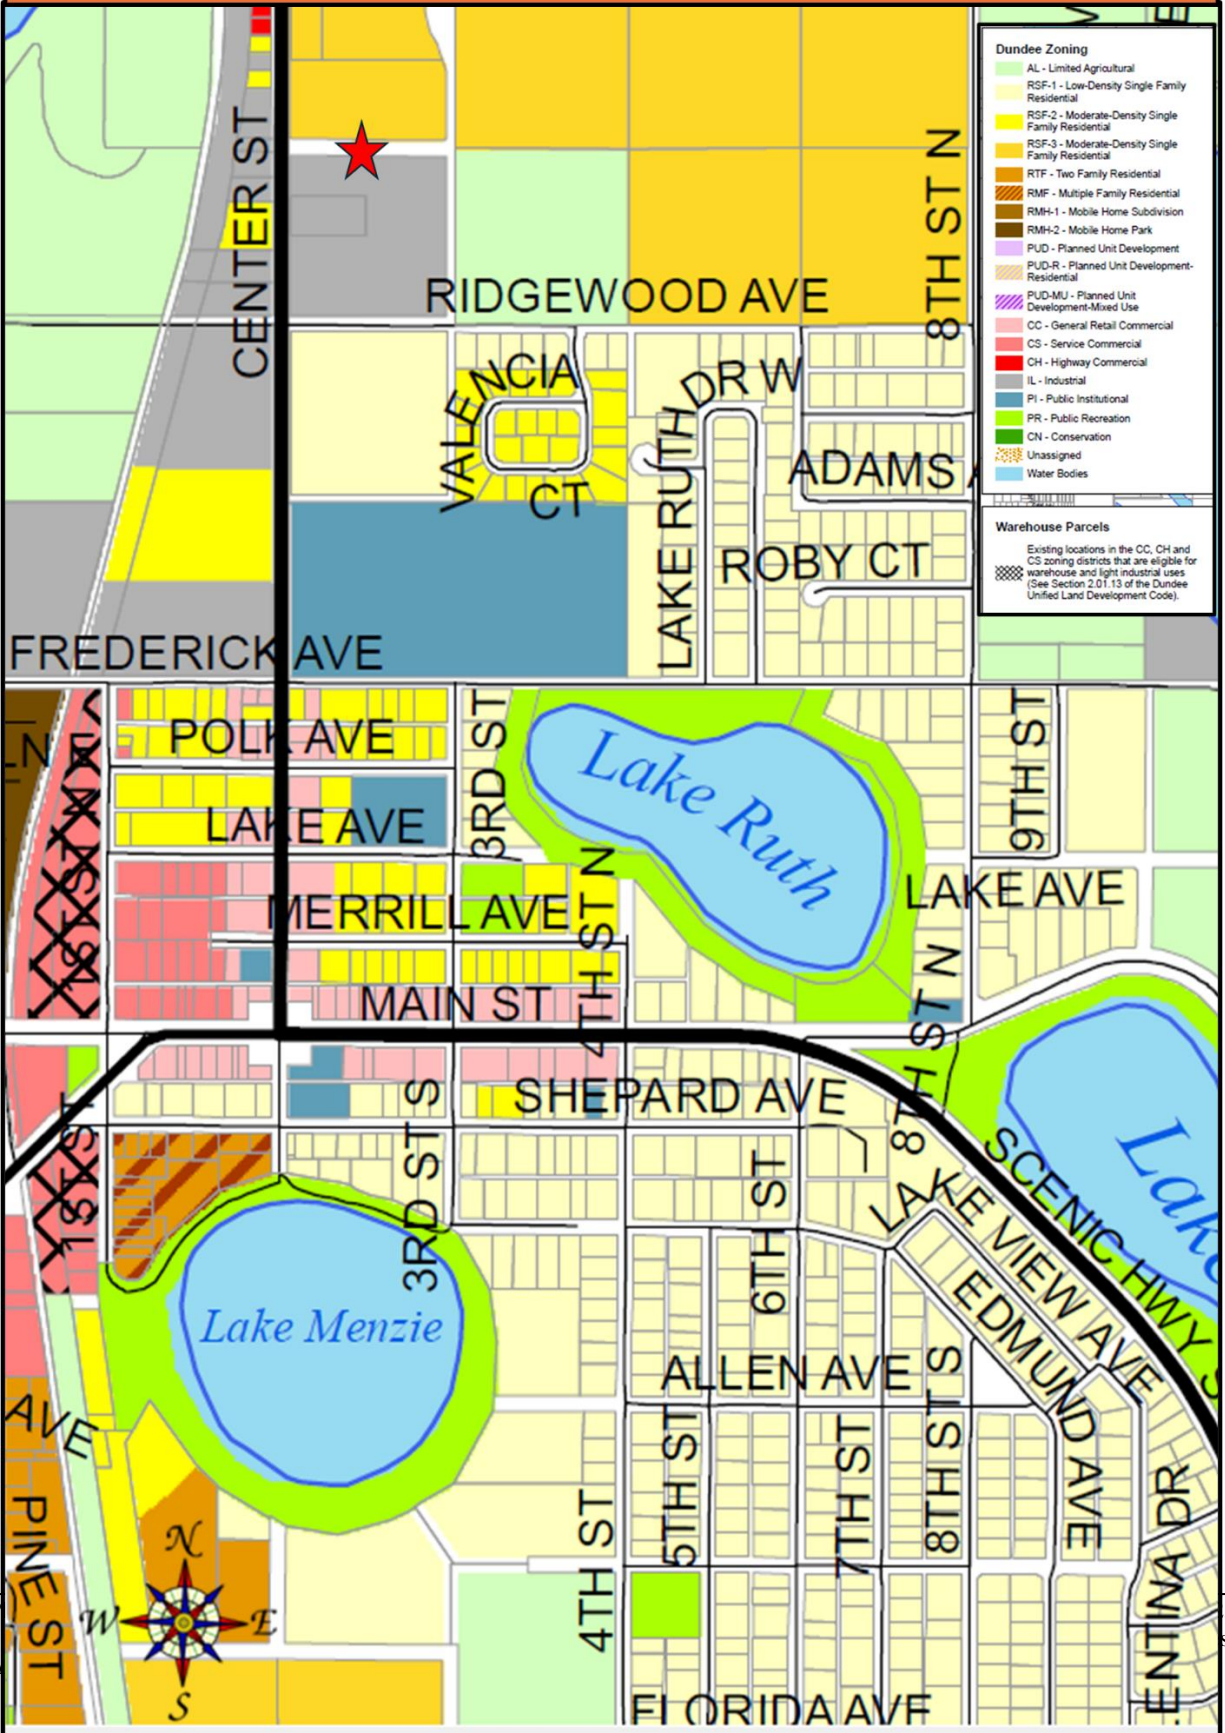 CENTER ST
8TH ST N
RIDGEWOOD AVE
Dundee Zoning
AL - Limited Agricultural
RSF-1 - Low-Density Single Family
Residential
RSF-2 - Moderate-Density Single
Family Residential
RSF-3 - Moderate-Density Single
Family Residential
RTF - Two Family Residential
RMF - Multiple Family Residential
RMH-1 - Mobile Home Subdivision
RMH-2 - Mobile Home Park
PUD - Planned Unit Development
PUD-R - Planned Unit Development-
Residential
PUD-MU - Planned Unit
Development-Mixed Use
CC - General Retail Commercial
CS - Service Commercial
CH - Highway Commercial
IL - Industrial
PI - Public Institutional
PR - Public Recreation
CN - Conservation
Unassigned
Water Bodies
Warehouse Parcels
Existing locations in the CC, CH and
CS zoning districts that are eligible for
warehouse and light industrial uses
(See Section 2.01.13 of the Dundee
Unified Land Development Code).
VALENCIA
CT
LAKE RUTH
DR W
ADAMS A
ROBY CT
FREDERICK AVE
POLK AVE
LN E
1ST ST N
LAKE AVE
3RD ST
Lake Ruth
9TH ST
LAKE AVE
MERRILL AVE
4TH ST N
MAIN ST
8TH ST N
SHEPARD AVE
1ST ST
3RD ST S
6TH ST
LAKE VIEW AVE
SCENIC HWY S
Lake
EDMUND AVE
Lake Menzie
ALLEN AVE
AVE
PINE ST
4TH ST
5TH ST
7TH ST
8TH ST S
ENTINA DR
N
W
E
S
FLORIDA AVE